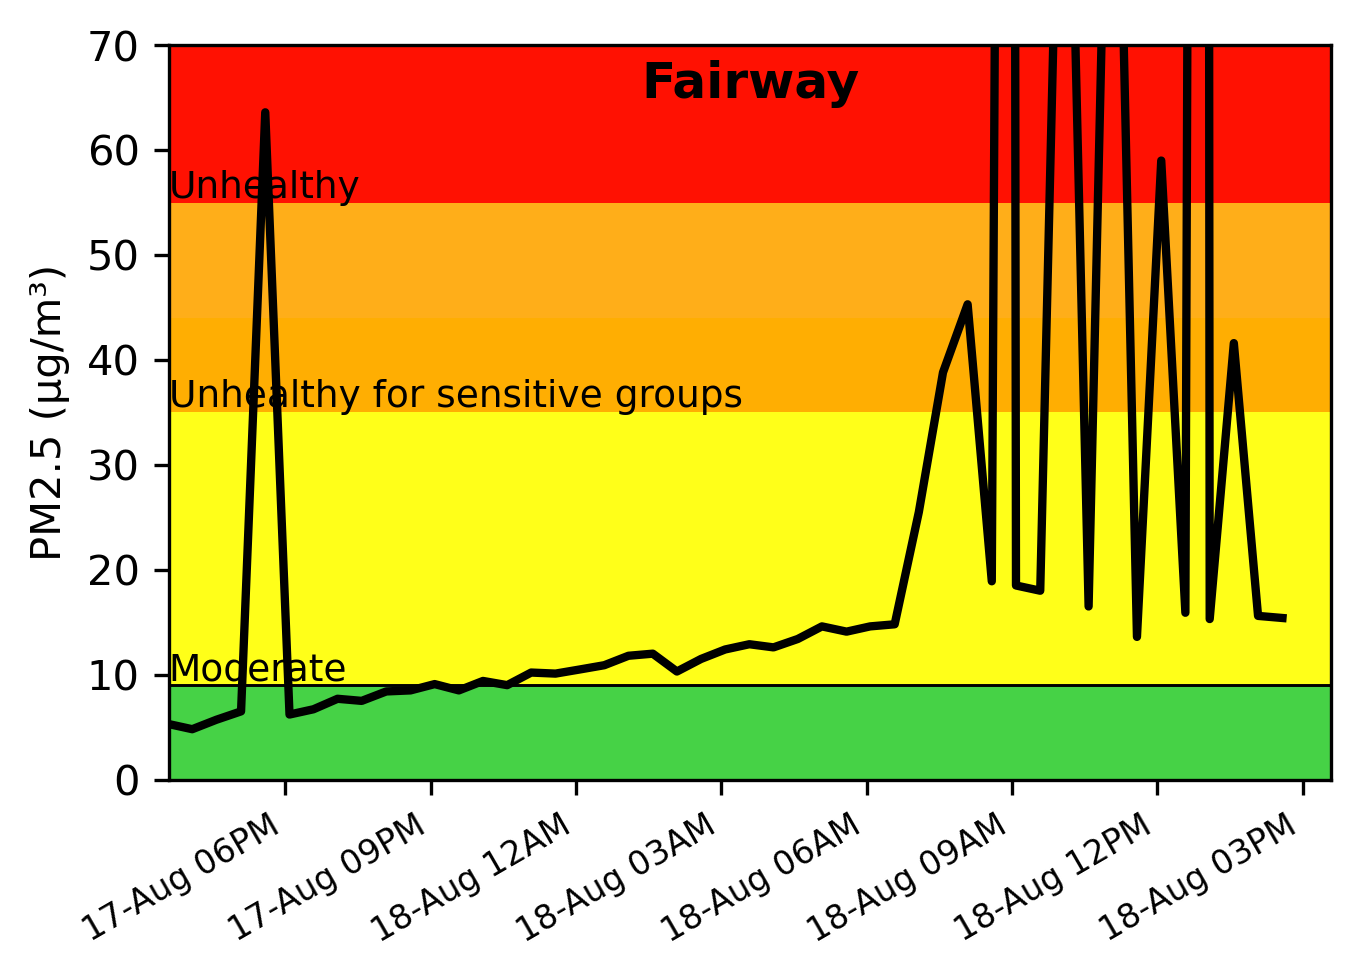 Fairway
70
60
50
40
30
20
10
0
PM2.5 (µg/m³)
Unhealthy
Unhealthy for sensitive groups
Moderate
17-Aug 06PM
17-Aug 09PM
18-Aug 12AM
18-Aug 03AM
18-Aug 06AM
18-Aug 09AM
18-Aug 12PM
18-Aug 03PM